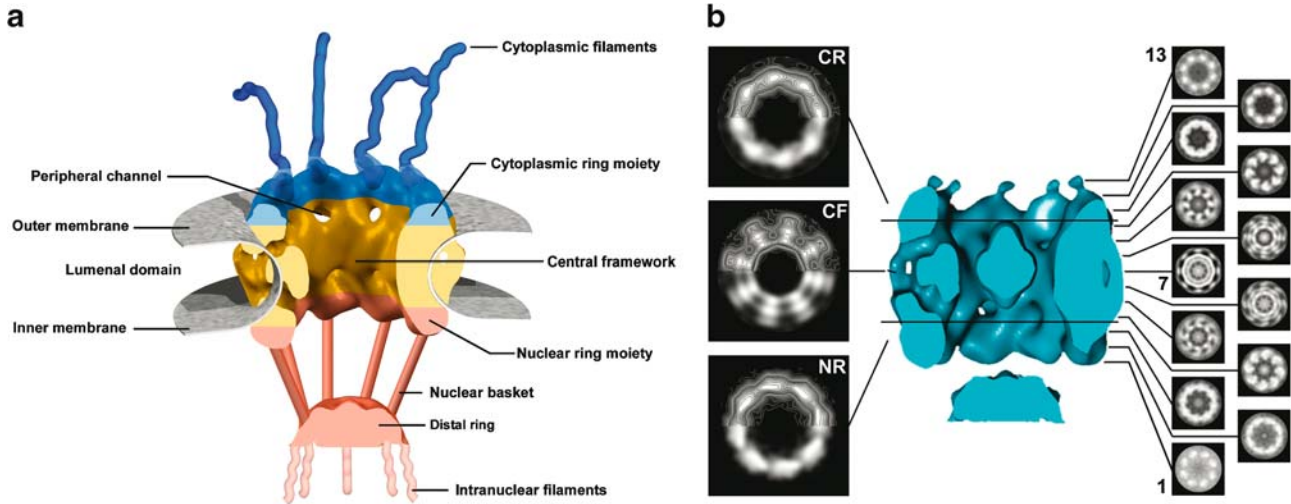 a
Cytoplasmic filaments
Cytoplasmic ring moiety
Peripheral channel
Outer membrane
Lumenal domain
Central framework
Inner membrane
Nuclear ring moiety
Nuclear basket
Distal ring
Intranuclear filaments
b
CR
CF
NR
13
7
1